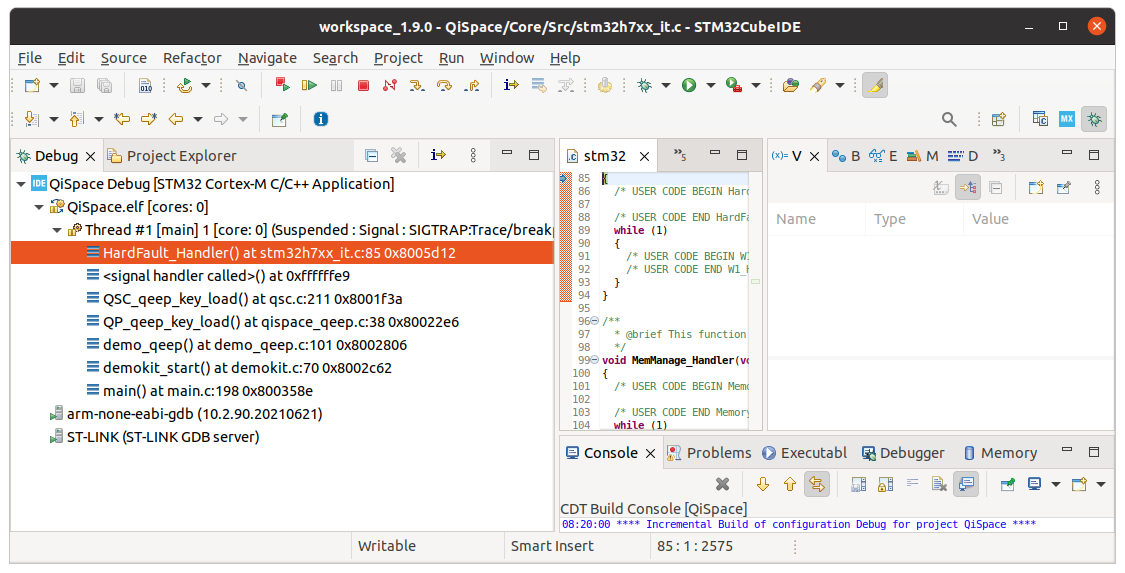 workspace_1.9.0 - QiSpace/Core/Src/stm32h7xx_it.c - STM32CubeIDE
File Edit Source Refactor Navigate Search Project Run Window Help
010
MX
Debug Project Explorer
IDE QiSpace Debug [STM32 Cortex-M C/C++ Application]
QiSpace.elf [cores: 0]
Thread #1 [main] 1 [core: 0] (Suspended : Signal : SIGTRAP:Trace/break
HardFault_Handler() at stm32h7xx_it.c:85 0x8005d12
<signal handler called>() at 0xffffffe9
QSC_qeep_key_load() at qsc.c:211 0x8001f3a
QP_qeep_key_load() at qispace_qeep.c:38 0x80022e6
demo_qeep() at demo_qeep.c:101 0x8002806
demokit_start() at demokit.c:70 0x8002c62
main() at main.c:198 0x800358e
arm-none-eabi-gdb (10.2.90.20210621)
ST-LINK (ST-LINK GDB server)
stm32 »5
85 {
86 /* USER CODE BEGIN Hard
87
88 /* USER CODE END HardFa
89 while (1)
90 {
91 /* USER CODE BEGIN W1
92 /* USER CODE END W1_H
93 }
94 }
95
96 /**
97 * @brief This function
98 */
99 void MemManage_Handler(vo
100 {
101 /* USER CODE BEGIN Memo
102
103 /* USER CODE END Memory
104 while (1)
(x)= V B E M D »3
Name Type Value
Console Problems Executabl Debugger Memory
CDT Build Console [QiSpace]
08:20:00 **** Incremental Build of configuration Debug for project QiSpace ****
Writable Smart Insert 85 : 1 : 2575